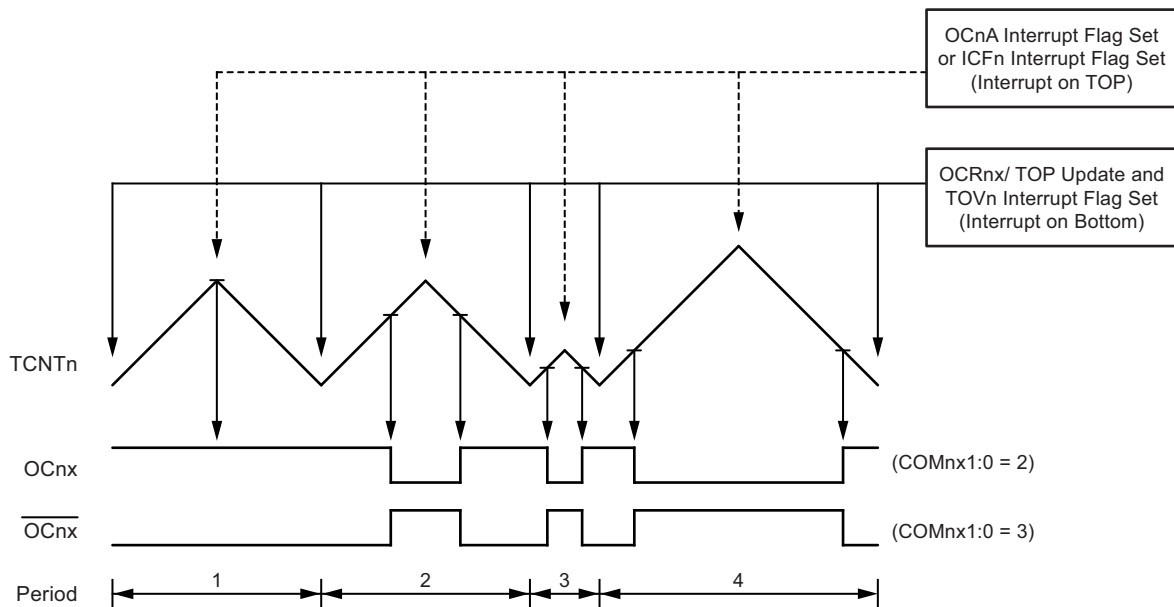 OCnA Interrupt Flag Set
or ICFn Interrupt Flag Set
(Interrupt on TOP)
OCRnx/ TOP Update and
TOVn Interrupt Flag Set
(Interrupt on Bottom)
TCNTn
OCnx
(COMnx1:0 = 2)
OCnx
(COMnx1:0 = 3)
Period
1
2
3
4